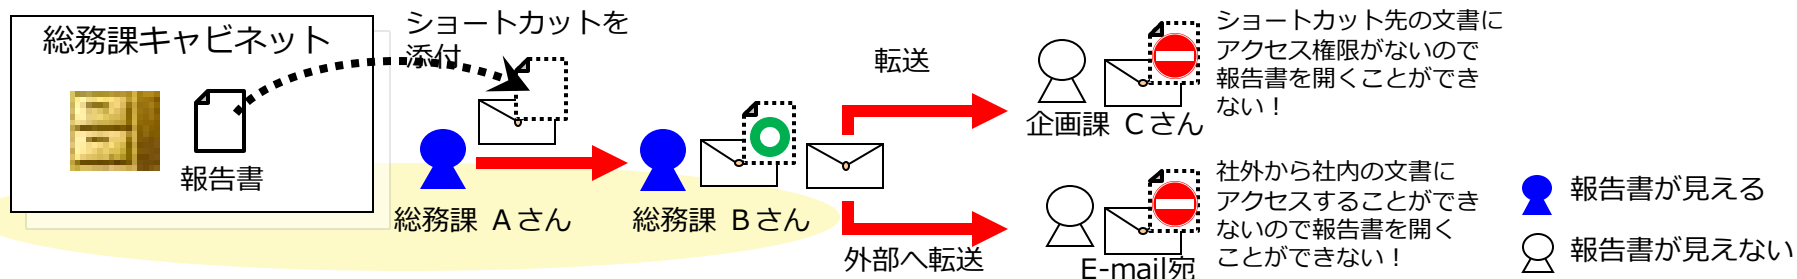 総務課キャビネット
報告書
ショートカットを
添付
総務課 Aさん
総務課 Bさん
転送
外部へ転送
企画課 Cさん
E-mail宛
ショートカット先の文書に
アクセス権限がないので
報告書を開くことができ
ない！
社外から社内の文書に
アクセスすることができ
ないので報告書を開く
ことができない！
報告書が見える
報告書が見えない